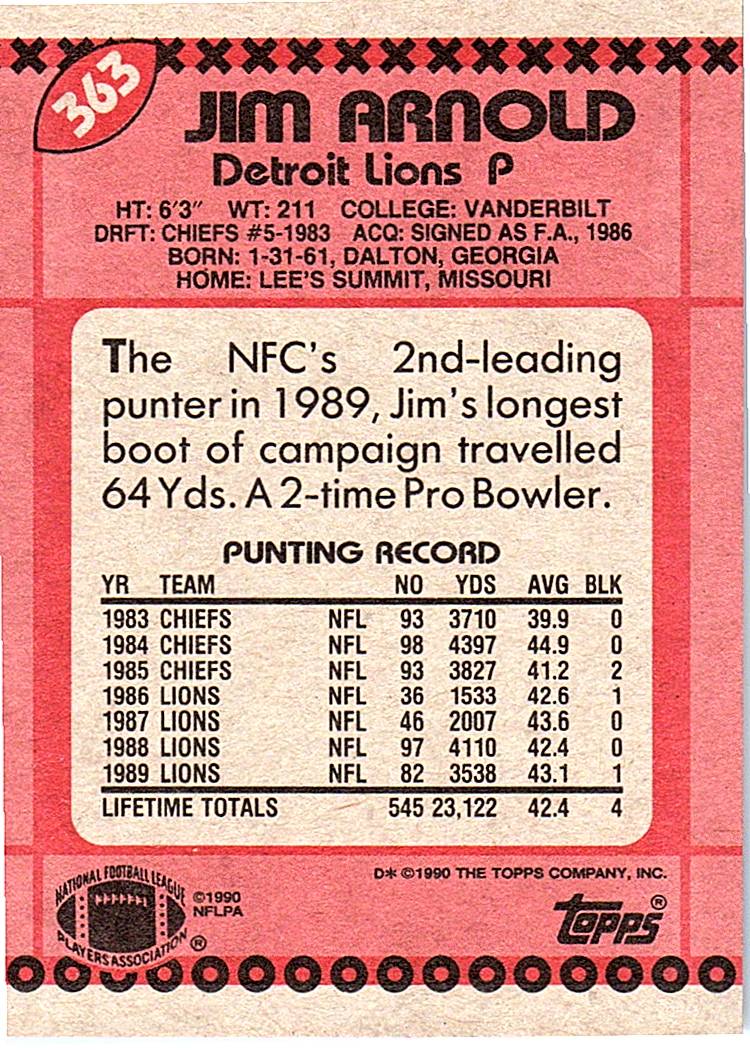 363
JIM ARNOLD
Detroit Lions P
HT: 6'3" WT: 211 COLLEGE: VANDERBILT
DRFT: CHIEFS #5-1983 ACQ: SIGNED AS F.A., 1986
BORN: 1-31-61, DALTON, GEORGIA
HOME: LEE'S SUMMIT, MISSOURI
The NFC's 2nd-leading
punter in 1989, Jim's longest
boot of campaign travelled
64 Yds. A 2-time Pro Bowler.
PUNTING RECORD
YR TEAM NO YDS AVG BLK
1983 CHIEFS NFL 93 3710 39.9 0
1984 CHIEFS NFL 98 4397 44.9 0
1985 CHIEFS NFL 93 3827 41.2 2
1986 LIONS NFL 36 1533 42.6 1
1987 LIONS NFL 46 2007 43.6 0
1988 LIONS NFL 97 4110 42.4 0
1989 LIONS NFL 82 3538 43.1 1
LIFETIME TOTALS 545 23,122 42.4 4
D* ©1990 THE TOPPS COMPANY, INC.
NATIONAL FOOTBALL LEAGUE
PLAYERS ASSOCIATION ®
©1990
NFLPA
topps ®